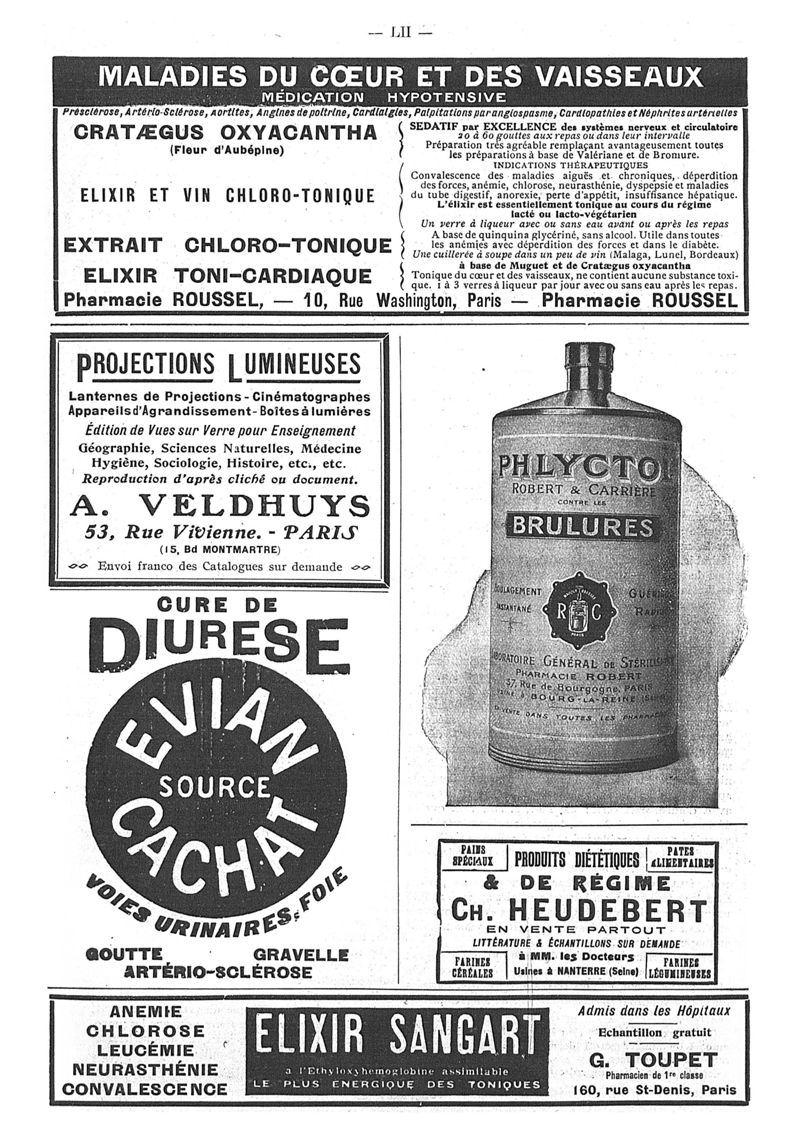 — LII —
MALADIES DU CŒUR ET DES VAISSEAUX
MÉDICATION HYPOTENSIVE
Présclérose, Artério-Sclérose, Aortites, Angines de poitrine, Cardialgies, Palpitations par angiospasme, Cardiopathies et Néphrites artérielles
CRATÆGUS OXYACANTHA
(Fleur d'Aubépine)
SEDATIF par EXCELLENCE des systèmes nerveux et circulatoire
20 à 60 gouttes aux repas ou dans leur intervalle
Préparation très agréable remplaçant avantageusement toutes
les préparations à base de Valériane et de Bromure.
ELIXIR ET VIN CHLORO-TONIQUE
INDICATIONS THÉRAPEUTIQUES
Convalescence des maladies aiguës et chroniques, déperdition
des forces, anémie, chlorose, neurasthénie, dyspepsie et maladies
du tube digestif, anorexie, perte d'appétit, insuffisance hépatique.
L'élixir est essentiellement tonique au cours du régime
lacté ou lacto-végétarien
Un verre à liqueur avec ou sans eau avant ou après les repas
EXTRAIT CHLORO-TONIQUE
A base de quinquina glycériné, sans alcool. Utile dans toutes
les anémies avec déperdition des forces et dans le diabète.
Une cuillerée à soupe dans un peu de vin (Malaga, Lunel, Bordeaux)
ELIXIR TONI-CARDIAQUE
à base de Muguet et de Cratægus oxyacantha
Tonique du cœur et des vaisseaux, ne contient aucune substance toxi-
que. 1 à 3 verres à liqueur par jour avec ou sans eau après les repas.
Pharmacie ROUSSEL, — 10, Rue Washington, Paris — Pharmacie ROUSSEL
PROJECTIONS LUMINEUSES
Lanternes de Projections - Cinématographes
Appareils d'Agrandissement - Boîtes à lumières
Édition de Vues sur Verre pour Enseignement
Géographie, Sciences Naturelles, Médecine
Hygiène, Sociologie, Histoire, etc., etc.
Reproduction d'après cliché ou document.
A. VELDHUYS
53, Rue Vivienne. - PARIS
(15, Bd MONTMARTRE)
Envoi franco des Catalogues sur demande
PHLYCTOL
ROBERT & CARRIÈRE
CONTRE LES
BRULURES
SOULAGEMENT
INSTANTANÉ
R C
PARIS
LABORATOIRE GÉNÉRAL DE STÉRILISATION
PHARMACIE ROBERT
37, Rue de Bourgogne, PARIS
USINE À BOURG-LA-REINE
EN VENTE DANS TOUTES LES PHARMACIES
CURE DE
DIURESE
EVIAN
SOURCE
CACHAT
VOIES URINAIRES, FOIE
GOUTTE GRAVELLE
ARTÉRIO-SCLÉROSE
PAINS
SPÉCIAUX
PRODUITS DIÉTÉTIQUES
PATES
ALIMENTAIRES
& DE RÉGIME
CH. HEUDEBERT
EN VENTE PARTOUT
LITTÉRATURE & ÉCHANTILLONS SUR DEMANDE
FARINES
CÉRÉALES
à MM. les Docteurs
Usines à NANTERRE (Seine)
FARINES
LÉGUMINEUSES
ANEMIE
CHLOROSE
LEUCÉMIE
NEURASTHÉNIE
CONVALESCENCE
ELIXIR SANGART
a l'Ethyloxyhemoglobine assimilable
LE PLUS ENERGIQUE DES TONIQUES
Admis dans les Hôpitaux
Echantillon gratuit
G. TOUPET
Pharmacien de 1re classe
160, rue St-Denis, Paris